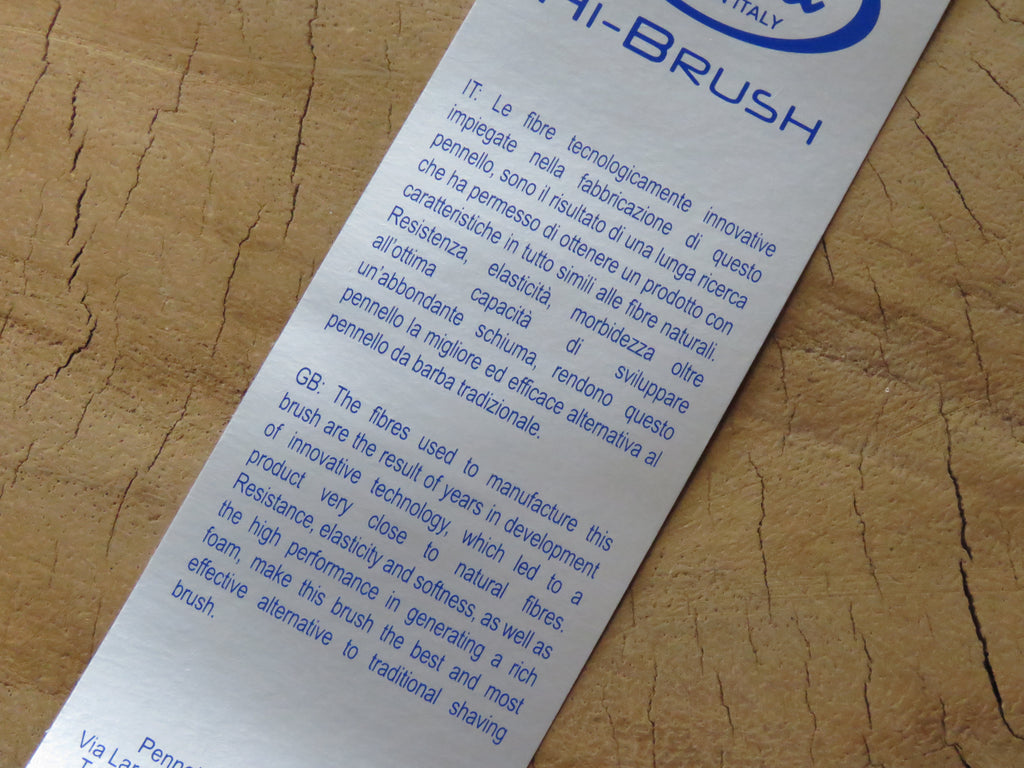 ITALY
HI-BRUSH
IT: Le fibre tecnologicamente innovative
impiegate nella fabbricazione di questo
pennello, sono il risultato di una lunga ricerca
che ha permesso di ottenere un prodotto con
caratteristiche in tutto simili alle fibre naturali.
Resistenza, elasticità, morbidezza oltre
all'ottima capacità di sviluppare
un'abbondante schiuma, rendono questo
pennello la migliore ed efficace alternativa al
pennello da barba tradizionale.
GB: The fibres used to manufacture this
brush are the result of years in development
of innovative technology, which led to a
product very close to natural fibres.
Resistance, elasticity and softness, as well as
the high performance in generating a rich
foam, make this brush the best and most
effective alternative to traditional shaving
brush.
Via